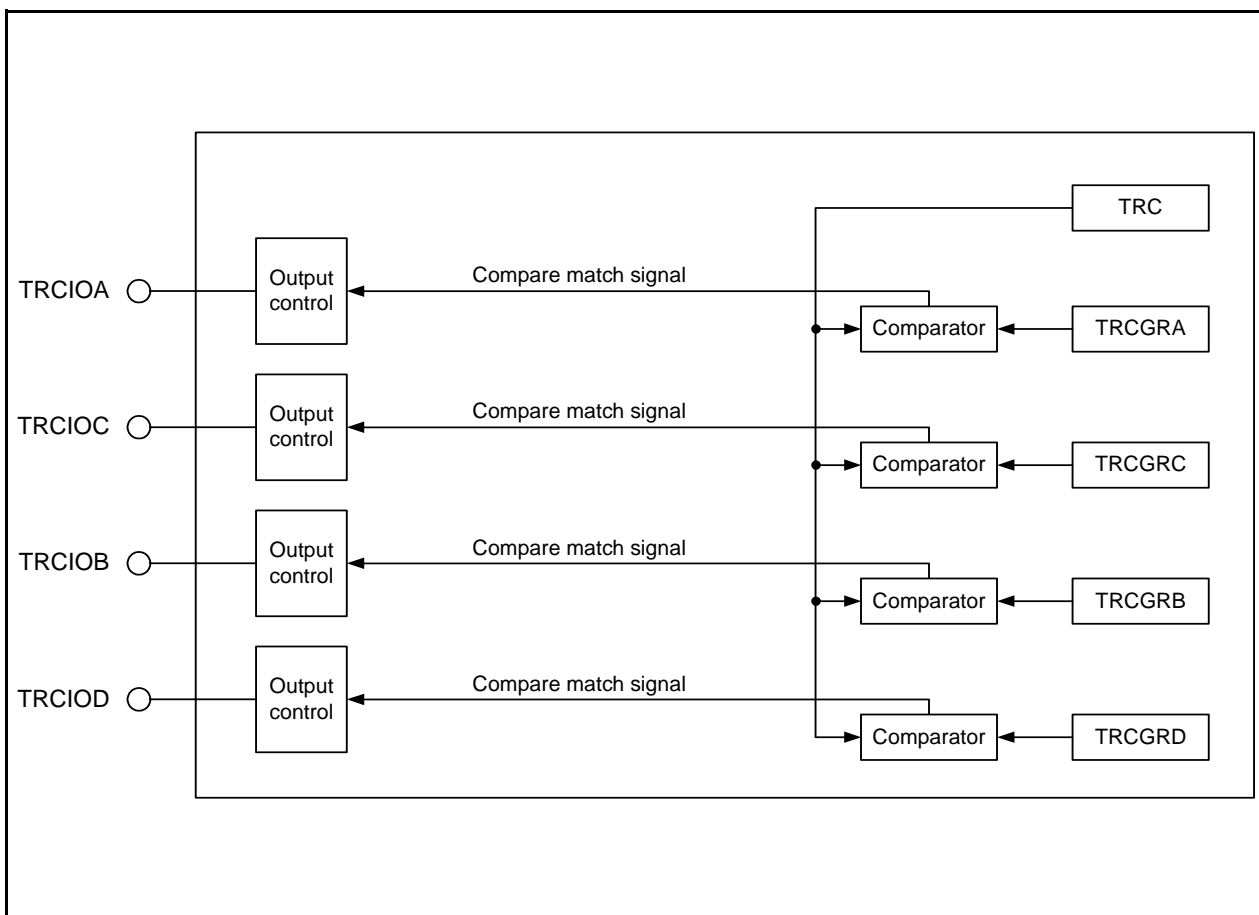 TRC
TRCIOA
Output
control
Compare match signal
Comparator
TRCGRA
TRCIOC
Output
control
Compare match signal
Comparator
TRCGRC
TRCIOB
Output
control
Compare match signal
Comparator
TRCGRB
TRCIOD
Output
control
Compare match signal
Comparator
TRCGRD